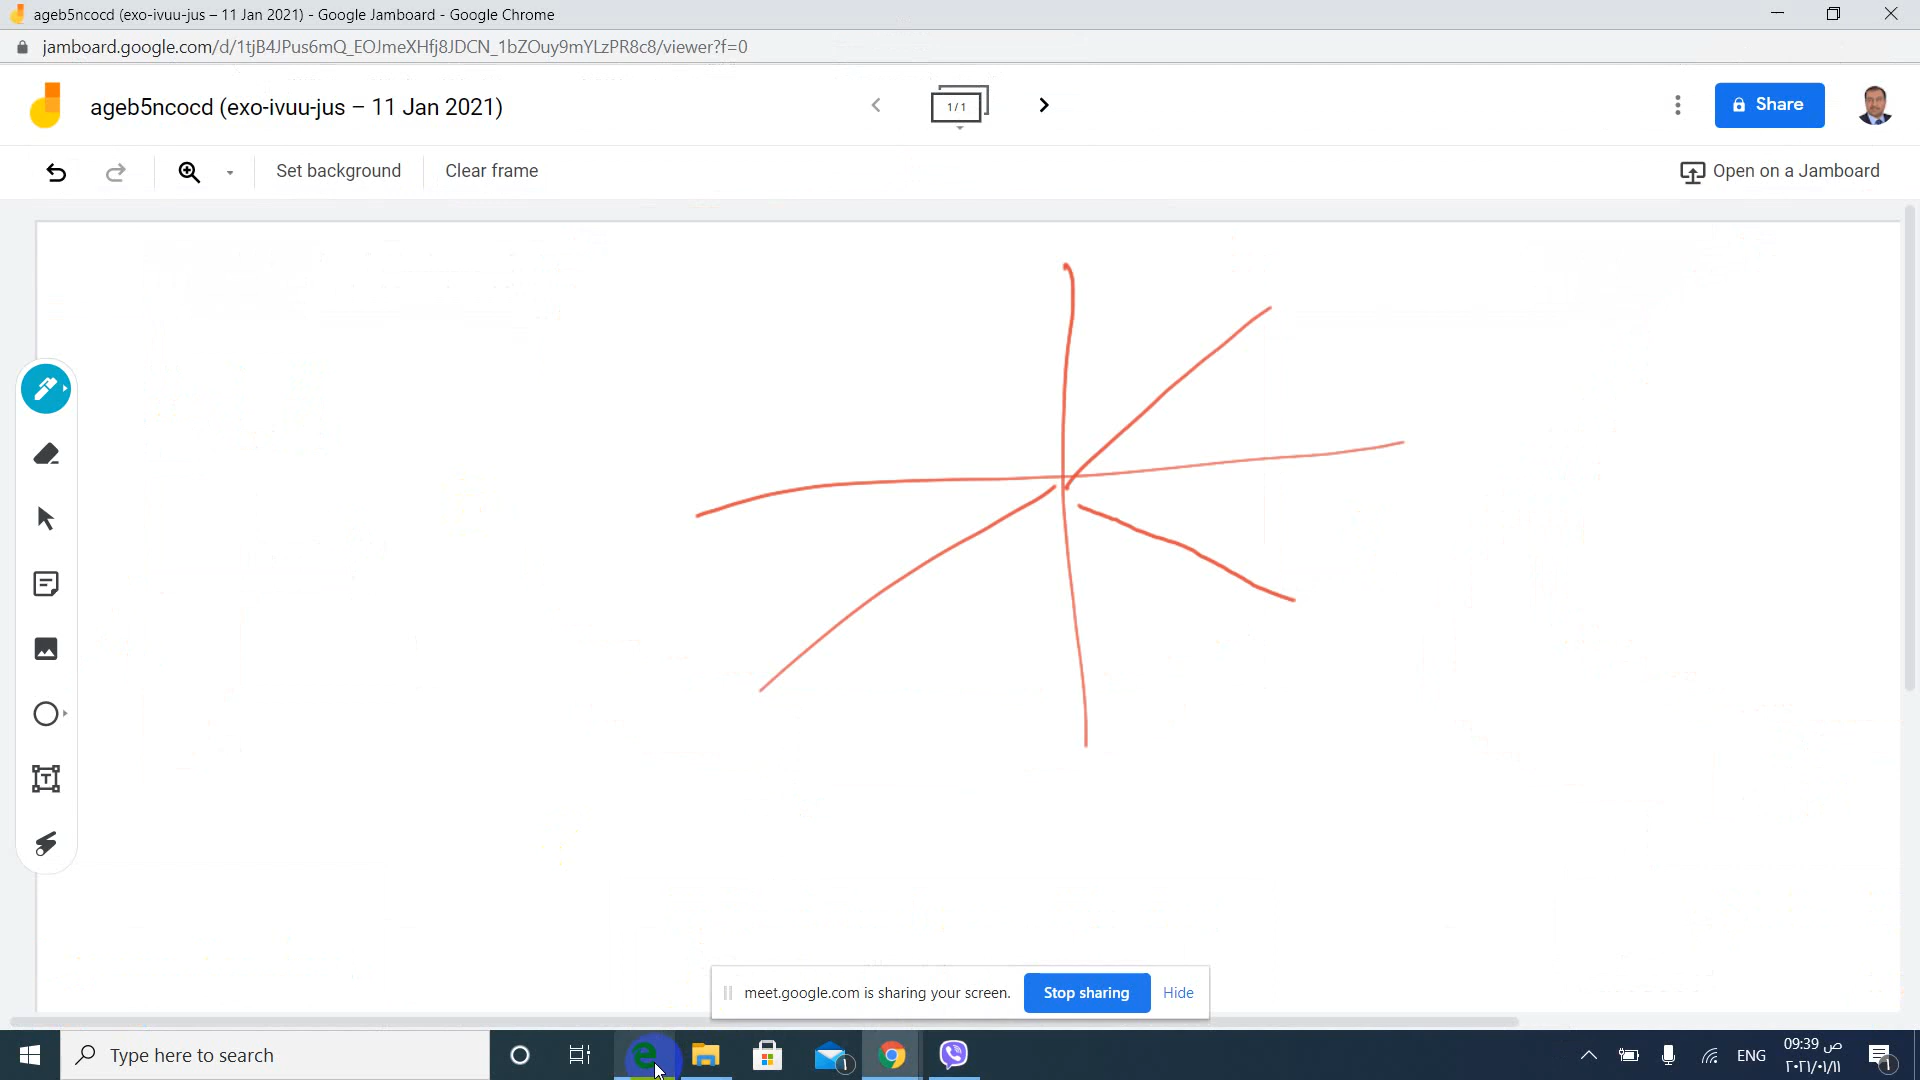 ageb5ncocd (exo-ivuu-jus – 11 Jan 2021) - Google Jamboard - Google Chrome
jamboard.google.com/d/1tjB4JPus6mQ_EOJmeXHfj8JDCN_1bZOuy9mYLzPR8c8/viewer?f=0
ageb5ncocd (exo-ivuu-jus – 11 Jan 2021)
1/1
Share
Set background
Clear frame
Open on a Jamboard
meet.google.com is sharing your screen.
Stop sharing
Hide
Type here to search
1
ENG
09:39 ص
٢٠٢١/٠١/١١
1